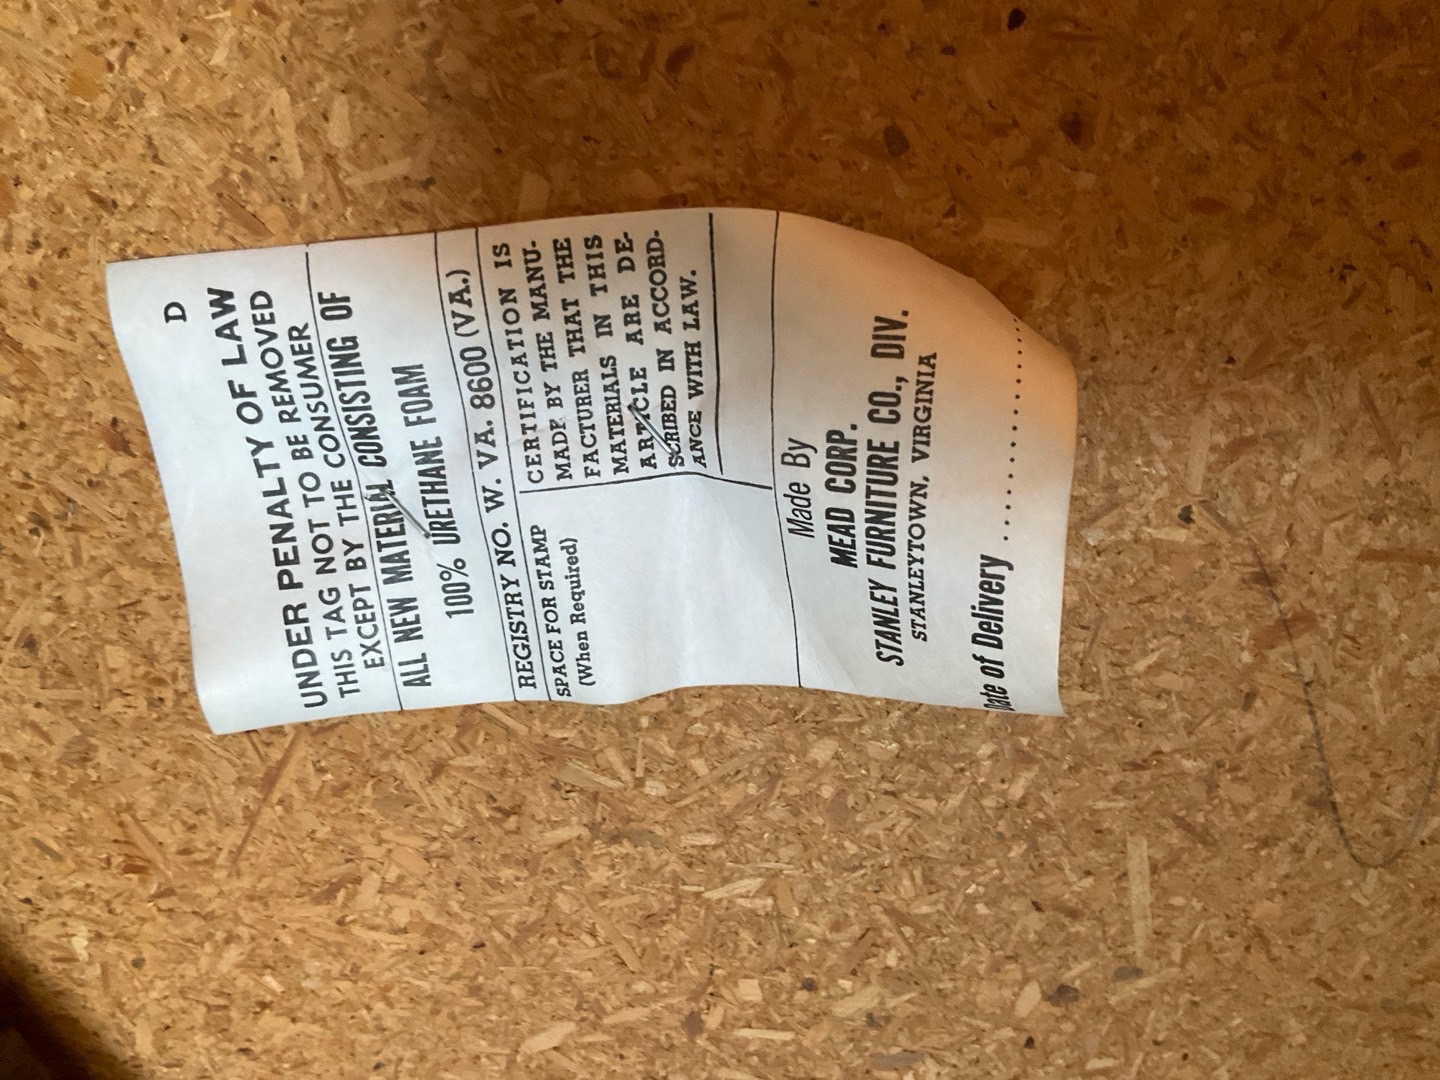 D
UNDER PENALTY OF LAW
THIS TAG NOT TO BE REMOVED
EXCEPT BY THE CONSUMER
ALL NEW MATERIAL CONSISTING OF
100% URETHANE FOAM
REGISTRY NO. W. VA. 8600 (VA.)
SPACE FOR STAMP
(When Required)
CERTIFICATION IS
MADE BY THE MANU-
FACTURER THAT THE
MATERIALS IN THIS
ARTICLE ARE DE-
SCRIBED IN ACCORD-
ANCE WITH LAW.
Made By
MEAD CORP.
STANLEY FURNITURE CO., DIV.
STANLEYTOWN, VIRGINIA
Date of Delivery ....................